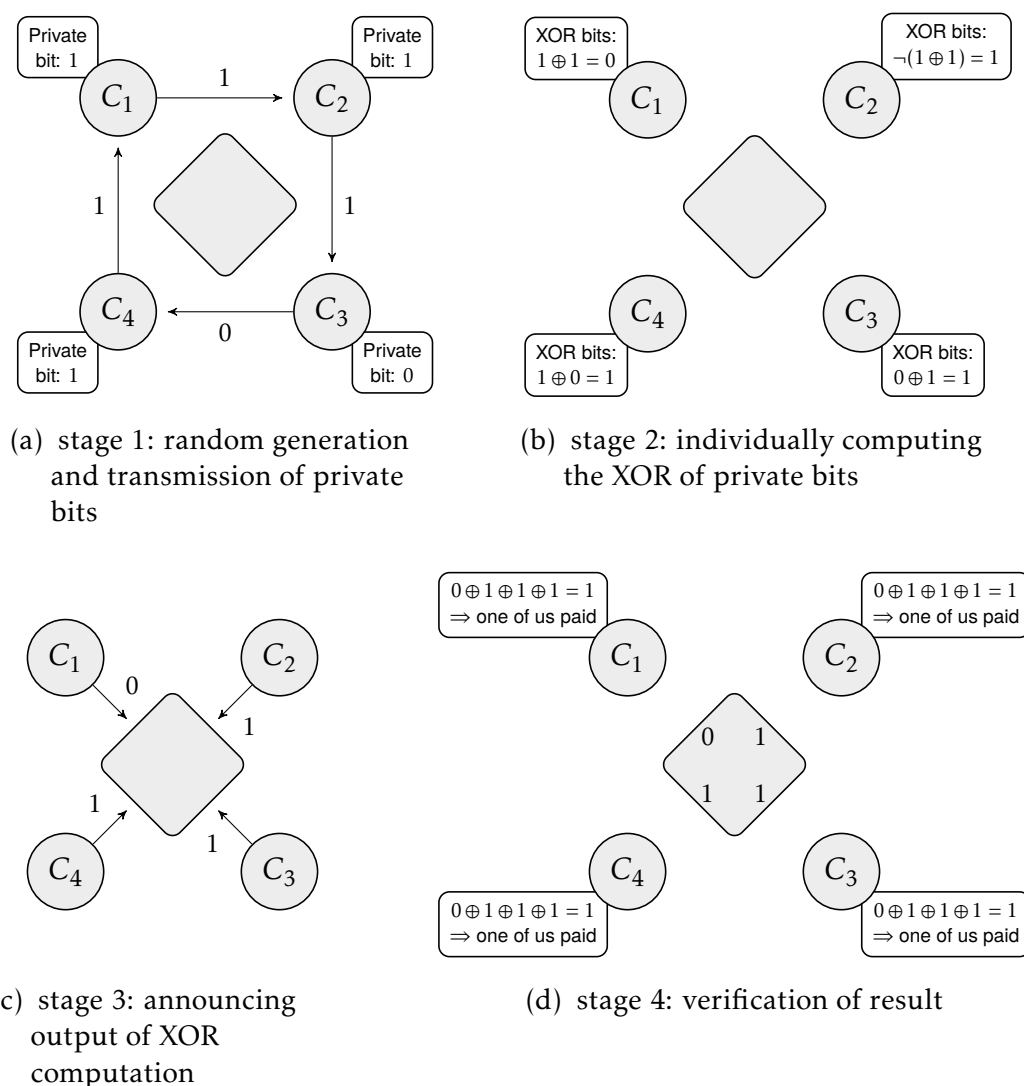 Private
bit: 1
Private
bit: 1
C1
1
C2
1
1
C4
0
C3
Private
bit: 1
Private
bit: 0
(a) stage 1: random generation
and transmission of private
bits
XOR bits:
1 ⊕ 1 = 0
XOR bits:
¬(1 ⊕ 1) = 1
C1
C2
C4
C3
XOR bits:
1 ⊕ 0 = 1
XOR bits:
0 ⊕ 1 = 1
(b) stage 2: individually computing
the XOR of private bits
C1
C2
0
1
1
1
C4
C3
c) stage 3: announcing
output of XOR
computation
0 ⊕ 1 ⊕ 1 ⊕ 1 = 1
⇒ one of us paid
0 ⊕ 1 ⊕ 1 ⊕ 1 = 1
⇒ one of us paid
C1
C2
0 1
1 1
C4
C3
0 ⊕ 1 ⊕ 1 ⊕ 1 = 1
⇒ one of us paid
0 ⊕ 1 ⊕ 1 ⊕ 1 = 1
⇒ one of us paid
(d) stage 4: verification of result